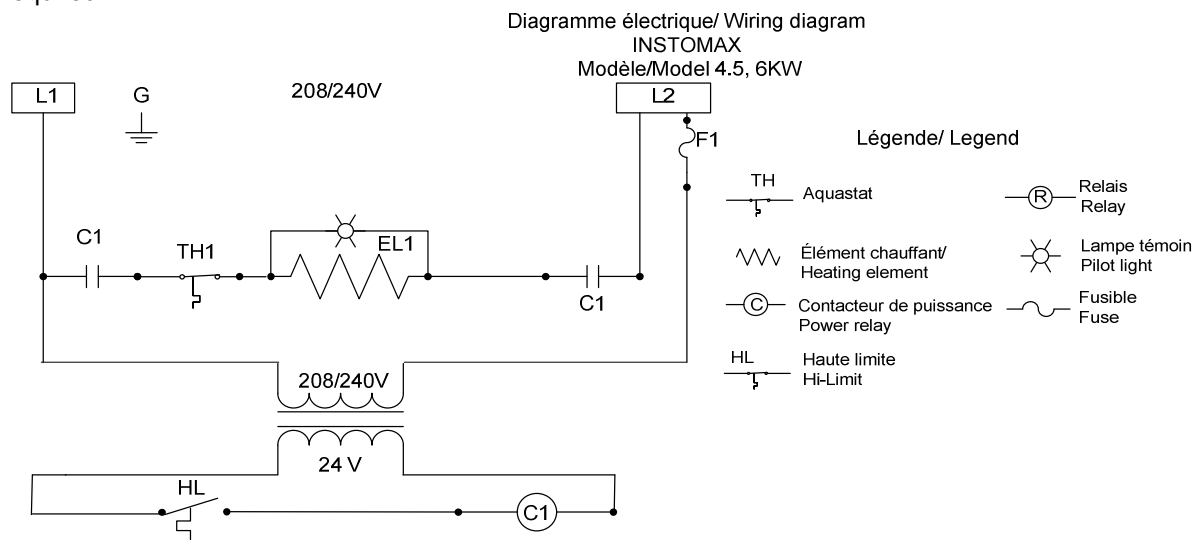 Diagramme électrique/ Wiring diagram
INSTOMAX
Modèle/Model 4.5, 6KW
L1
G
208/240V
L2
F1
C1
TH1
EL1
C1
208/240V
24 V
HL
C1
Légende/ Legend
TH
Aquastat
R
Relais
Relay
Élément chauffant/
Heating element
Lampe témoin
Pilot light
C
Contacteur de puissance
Power relay
Fusible
Fuse
HL
Haute limite
Hi-Limit